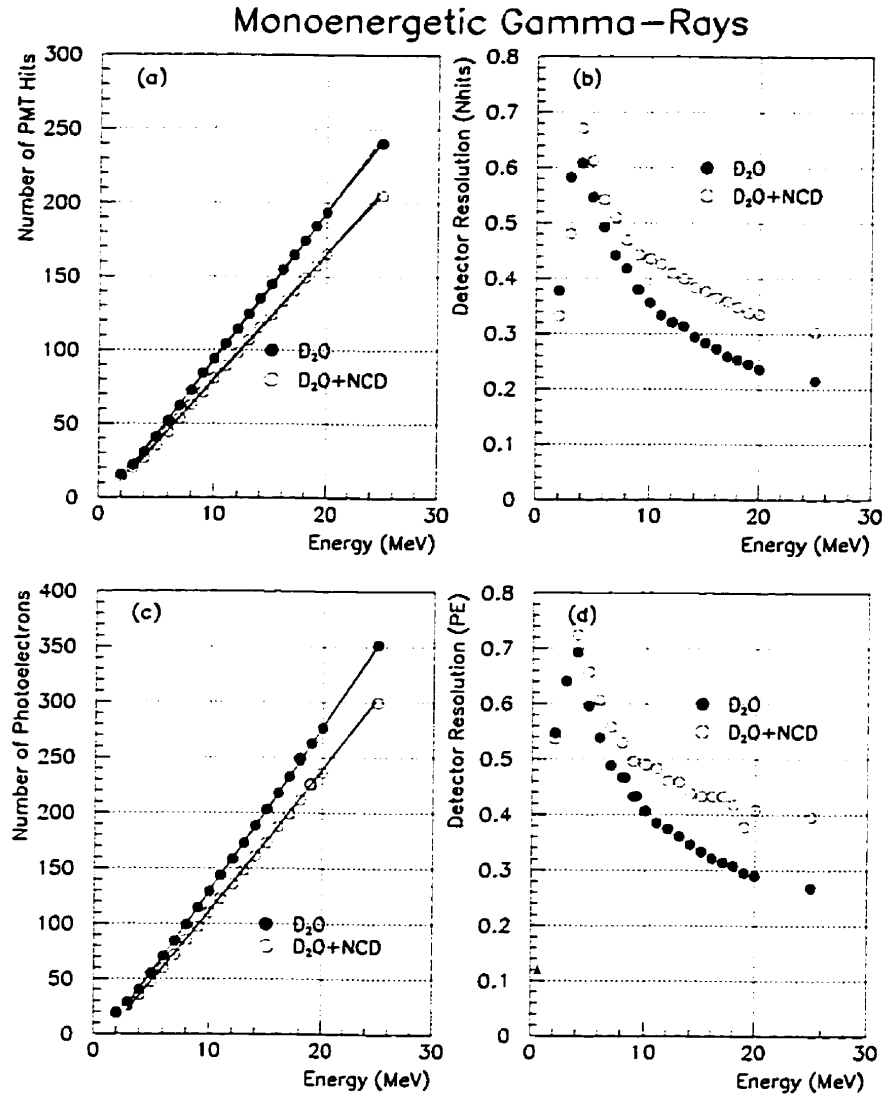 Monoenergetic Gamma-Rays
Number of PMT Hits
300
250
200
150
100
50
0
(a)
D₂O
D₂O+NCD
0
10
20
30
Energy (MeV)
Detector Resolution (Nhits)
0.8
0.7
0.6
0.5
0.4
0.3
0.2
0.1
0
(b)
D₂O
D₂O+NCD
0
10
20
30
Energy (MeV)
Number of Photoelectrons
400
350
300
250
200
150
100
50
0
(c)
D₂O
D₂O+NCD
0
10
20
30
Energy (MeV)
Detector Resolution (PE)
0.8
0.7
0.6
0.5
0.4
0.3
0.2
0.1
0
(d)
D₂O
D₂O+NCD
0
10
20
30
Energy (MeV)